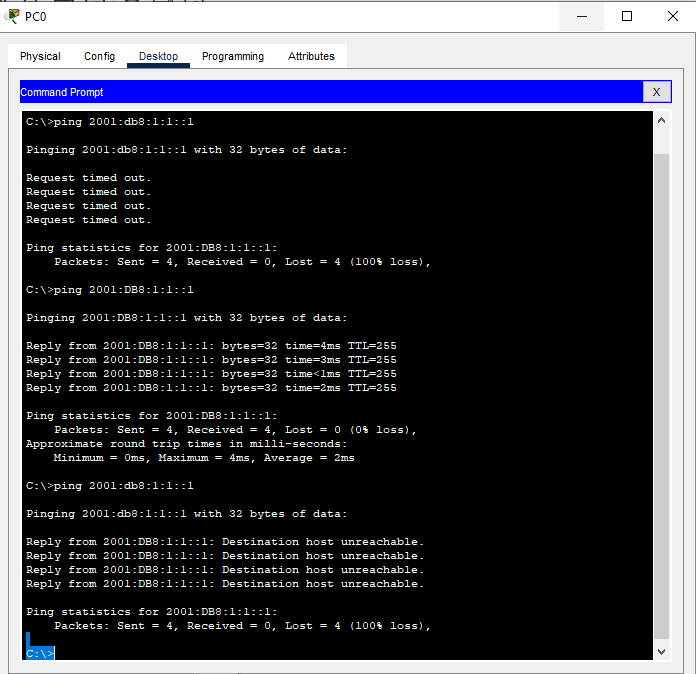 PC0
Physical Config Desktop Programming Attributes
Command Prompt X
C:\>ping 2001:db8:1:1::1
Pinging 2001:db8:1:1::1 with 32 bytes of data:
Request timed out.
Request timed out.
Request timed out.
Request timed out.
Ping statistics for 2001:DB8:1:1::1:
Packets: Sent = 4, Received = 0, Lost = 4 (100% loss),
C:\>ping 2001:DB8:1:1::1
Pinging 2001:DB8:1:1::1 with 32 bytes of data:
Reply from 2001:DB8:1:1::1: bytes=32 time=4ms TTL=255
Reply from 2001:DB8:1:1::1: bytes=32 time=3ms TTL=255
Reply from 2001:DB8:1:1::1: bytes=32 time<1ms TTL=255
Reply from 2001:DB8:1:1::1: bytes=32 time=2ms TTL=255
Ping statistics for 2001:DB8:1:1::1:
Packets: Sent = 4, Received = 4, Lost = 0 (0% loss),
Approximate round trip times in milli-seconds:
Minimum = 0ms, Maximum = 4ms, Average = 2ms
C:\>ping 2001:db8:1:1::1
Pinging 2001:db8:1:1::1 with 32 bytes of data:
Reply from 2001:DB8:1:1::1: Destination host unreachable.
Reply from 2001:DB8:1:1::1: Destination host unreachable.
Reply from 2001:DB8:1:1::1: Destination host unreachable.
Reply from 2001:DB8:1:1::1: Destination host unreachable.
Ping statistics for 2001:DB8:1:1::1:
Packets: Sent = 4, Received = 0, Lost = 4 (100% loss),
C:\>